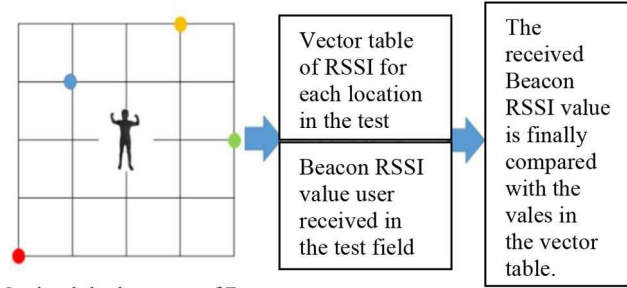 Vector table
of RSSI for
each location
in the test
Beacon RSSI
value user
received in
the test field
The
received
Beacon
RSSI value
is finally
compared
with the
vales in
the vector
table.